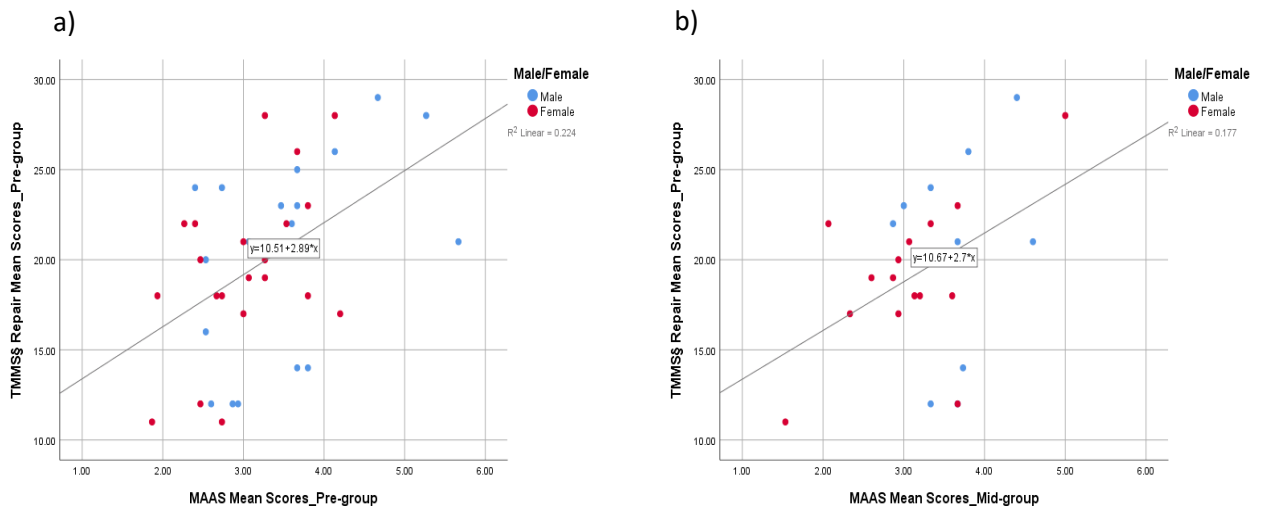 a)
Male/Female
Male
Female
R² Linear = 0.224
30.00
25.00
20.00
15.00
10.00
TMMS§ Repair Mean Scores_Pre-group
y=10.51+2.89*x
1.00 2.00 3.00 4.00 5.00 6.00
MAAS Mean Scores_Pre-group
b)
Male/Female
Male
Female
R² Linear = 0.177
30.00
25.00
20.00
15.00
10.00
TMMS§ Repair Mean Scores_Pre-group
y=10.67+2.7*x
1.00 2.00 3.00 4.00 5.00 6.00
MAAS Mean Scores_Mid-group